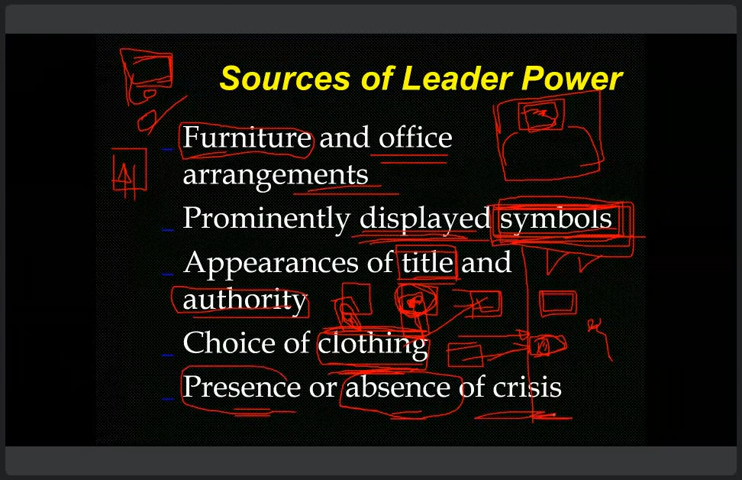 Sources of Leader Power
Furniture and office
arrangements
Prominently displayed symbols
Appearances of title and
authority
Choice of clothing
Presence or absence of crisis